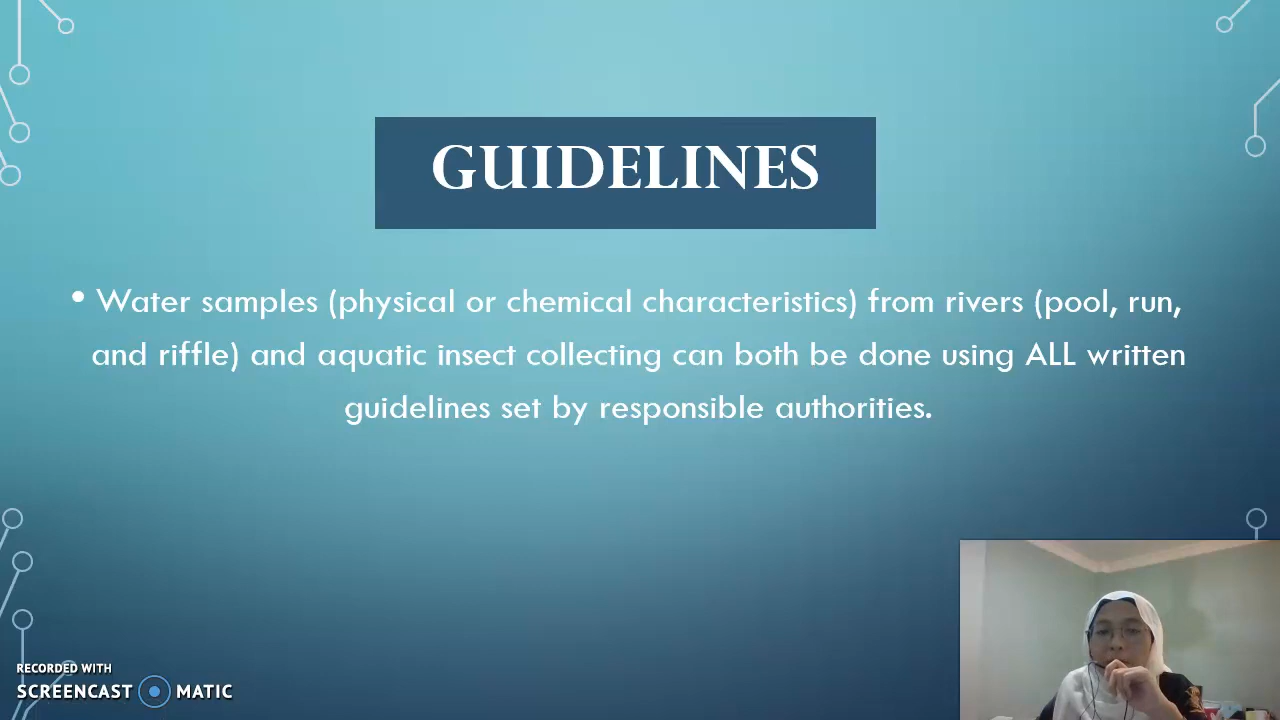 GUIDELINES
• Water samples (physical or chemical characteristics) from rivers (pool, run,
and riffle) and aquatic insect collecting can both be done using ALL written
guidelines set by responsible authorities.
RECORDED WITH
SCREENCAST MATIC